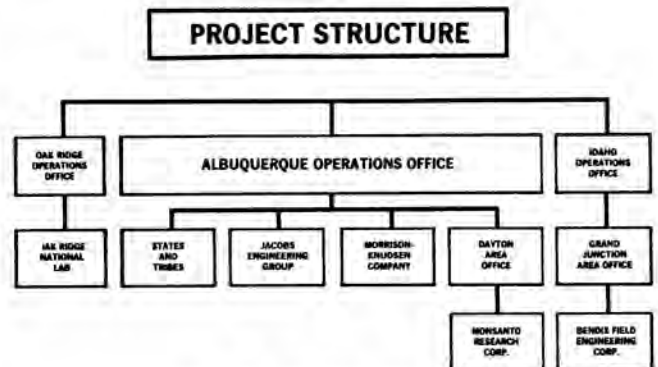 PROJECT STRUCTURE
OAK RIDGE
OPERATIONS
OFFICE
ALBUQUERQUE OPERATIONS OFFICE
IDAHO
OPERATIONS
OFFICE
OAK RIDGE
NATIONAL
LAB
STATES
AND
TRIBES
JACOBS
ENGINEERING
GROUP
MORRISON-
KNUDSEN
COMPANY
DAYTON
AREA
OFFICE
GRAND
JUNCTION
AREA OFFICE
MONSANTO
RESEARCH
CORP.
BENDIX FIELD
ENGINEERING
CORP.